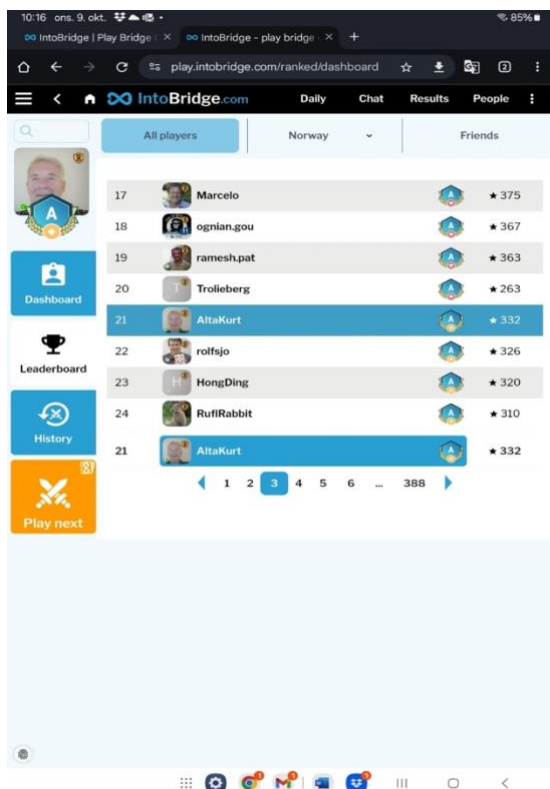 10:16 ons. 9. okt. 85%
IntoBridge | Play Bridge
IntoBridge - play bridge
play.intobridge.com/ranked/dashboard 2
IntoBridge.com Daily Chat Results People
All players Norway Friends
A
17 Marcelo A ★ 375
18 ognian.gou A ★ 367
19 ramesh.pat A ★ 363
20 T Trolieberg A ★ 263
Dashboard
21 AltaKurt A ★ 332
22 rolfsjo A ★ 326
Leaderboard
23 H HongDing A ★ 320
24 RuflRabbit A ★ 310
History
21 AltaKurt A ★ 332
1 2 3 4 5 6 ... 388
Play next